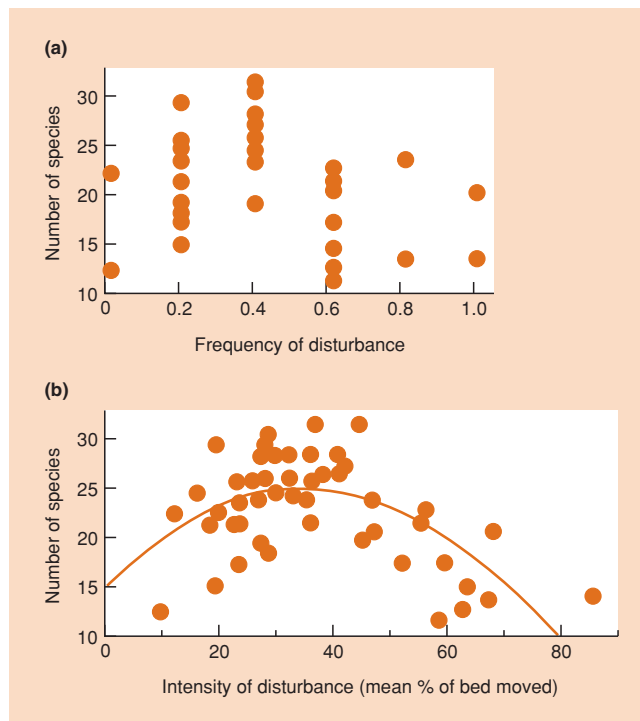 (a)
Number of species
30
25
20
15
10
0 0.2 0.4 0.6 0.8 1.0
Frequency of disturbance
(b)
Number of species
30
25
20
15
10
0 20 40 60 80
Intensity of disturbance (mean % of bed moved)